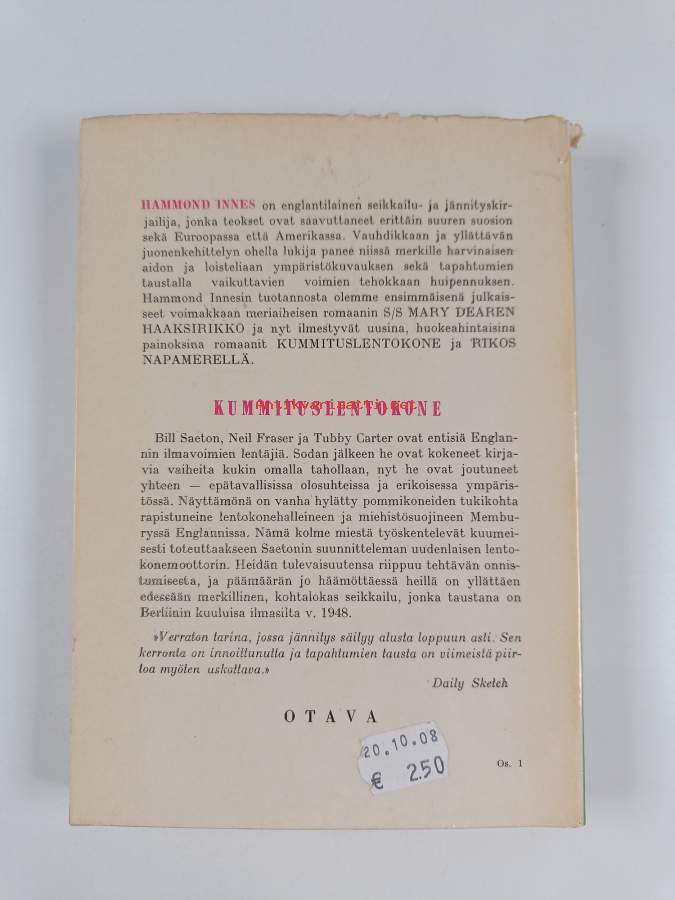 HAMMOND INNES on englantilainen seikkailu- ja jännityskir-
jailija, jonka teokset ovat saavuttaneet erittäin suuren suosion
sekä Euroopassa että Amerikassa. Vauhdikkaan ja yllättävän
juonenkehittelyn ohella lukija panee niissä merkille harvinaisen
aidon ja loisteliaan ympäristökuvauksen sekä tapahtumien
taustalla vaikuttavien voimien tehokkaan huipennuksen.
Hammond Innesin tuotannosta olemme ensimmäisenä julkais-
seet voimakkaan meriaiheisen romaanin S/S MARY DEAREN
HAAKSIRIKKO ja nyt ilmestyvät uusina, huokeahintaisina
painoksina romaanit KUMMITUSLENTOKONE ja RIKOS
NAPAMERELLÄ.
KUMMITUSLENTOKONE
Antikvariaatti.net
Bill Saeton, Neil Fraser ja Tubby Carter ovat entisiä Englan-
nin ilmavoimien lentäjiä. Sodan jälkeen he ovat kokeneet kirja-
via vaiheita kukin omalla tahollaan, nyt he ovat joutuneet
yhteen — epätavallisissa olosuhteissa ja erikoisessa ympäris-
tössä. Näyttämönä on vanha hylätty pommikoneiden tukikohta
rapistuneine lentokonehalleineen ja miehistösuojineen Membu-
ryssä Englannissa. Nämä kolme miestä työskentelevät kuumei-
sesti toteuttaakseen Saetonin suunnitteleman uudenlaisen lento-
konemoottorin. Heidän tulevaisuutensa riippuu tehtävän onnis-
tumisesta, ja päämäärän jo häämöttäessä heillä on yllättäen
edessään merkillinen, kohtalokas seikkailu, jonka taustana on
Berliinin kuuluisa ilmasilta v. 1948.
»Verraton tarina, jossa jännitys säilyy alusta loppuun asti. Sen
kerronta on innoittunutta ja tapahtumien tausta on viimeistä piir-
toa myöten uskottava.»
Daily Sketch
OTAVA
20.10.08
€ 2.50
Os. 1